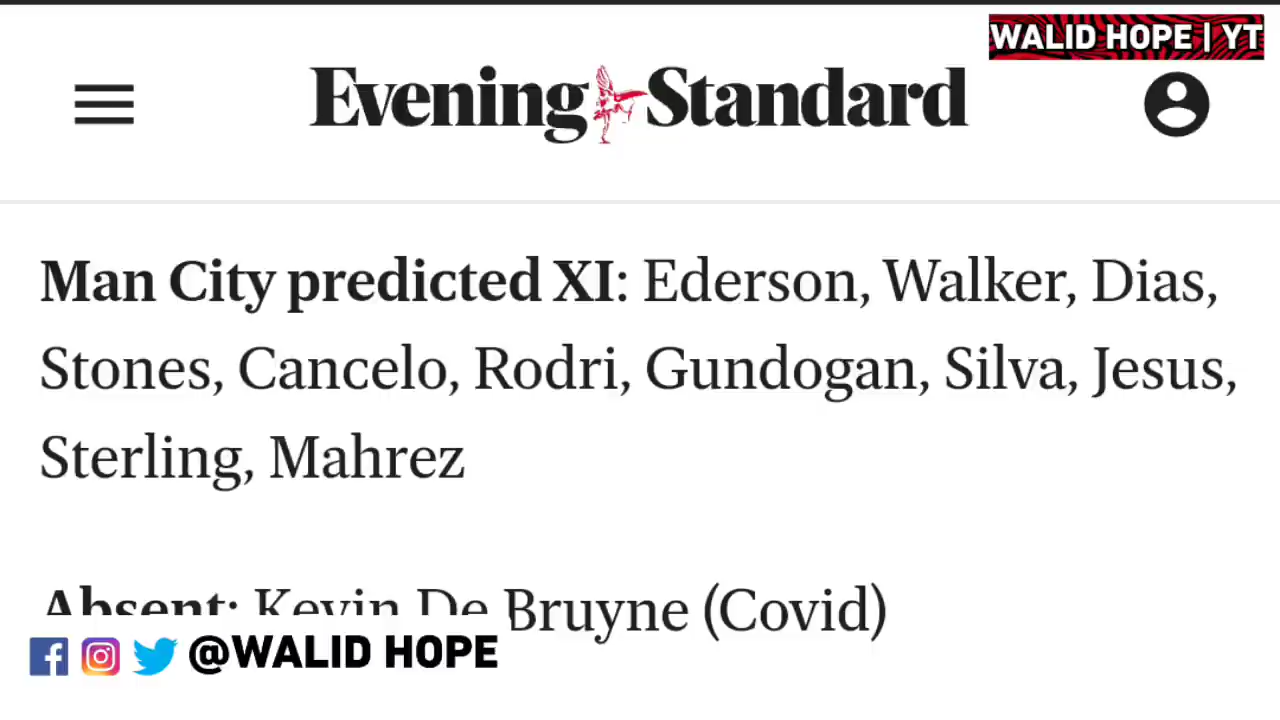 WALID HOPE | YT
Evening Standard
Man City predicted XI: Ederson, Walker, Dias,
Stones, Cancelo, Rodri, Gundogan, Silva, Jesus,
Sterling, Mahrez
Absent: Kevin De Bruyne (Covid)
@WALID HOPE